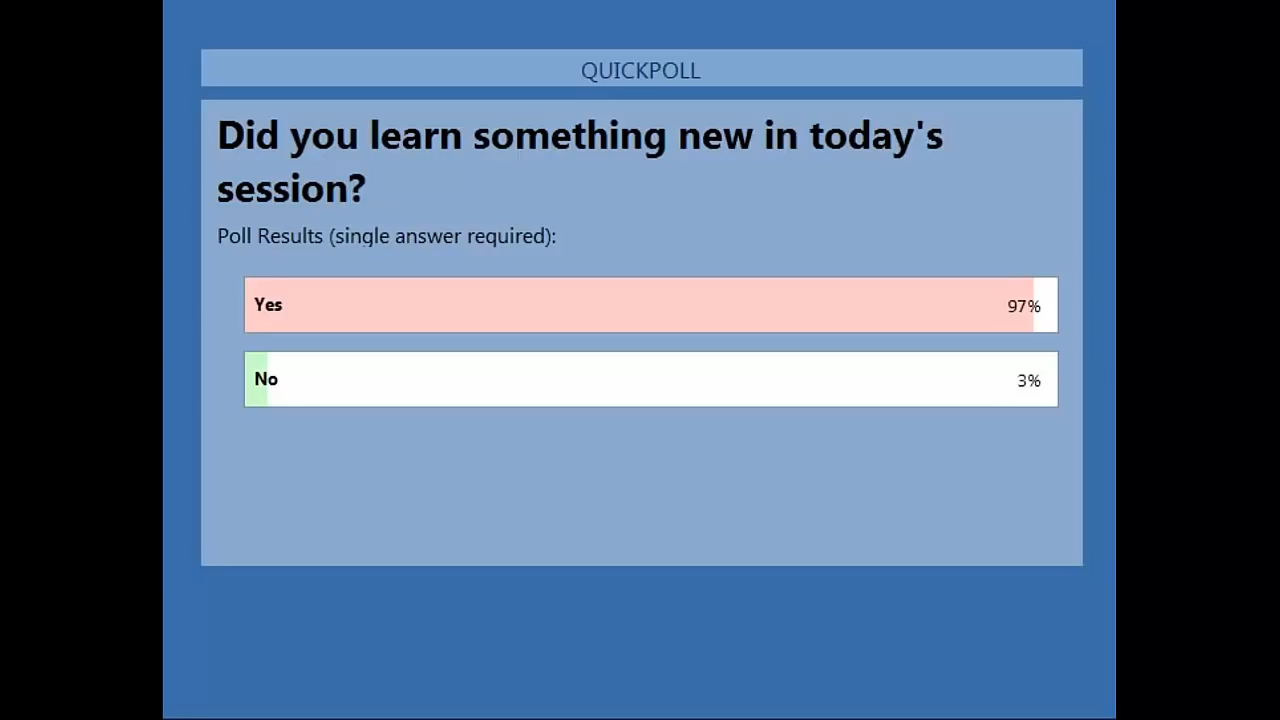 QUICKPOLL
Did you learn something new in today's
session?
Poll Results (single answer required):
Yes 97%
No 3%